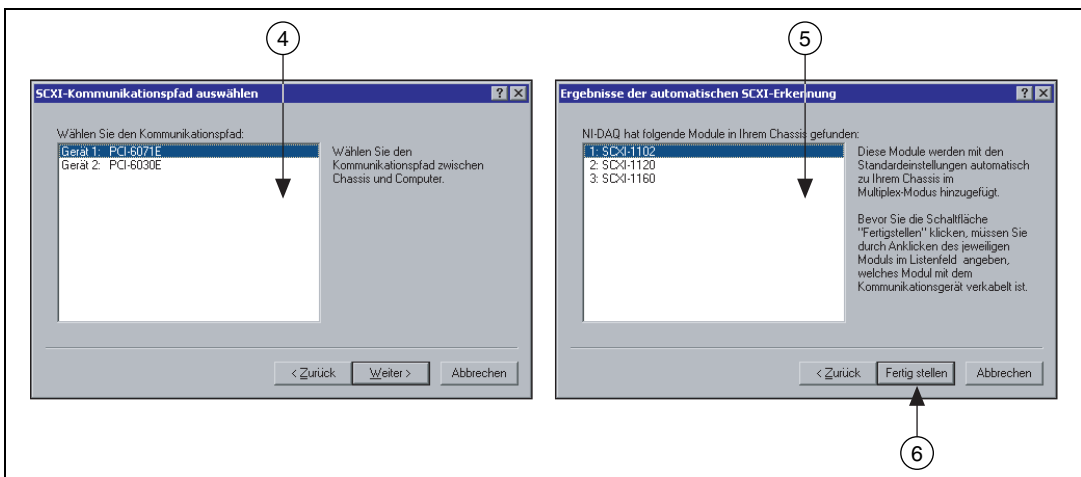 4
SCXI-Kommunikationspfad auswählen
Wählen Sie den Kommunikationspfad:
Gerät 1: PCI-6071E
Gerät 2: PCI-6030E
Wählen Sie den
Kommunikationspfad zwischen
Chassis und Computer.
< Zurück
Weiter >
Abbrechen
5
Ergebnisse der automatischen SCXI-Erkennung
NI-DAQ hat folgende Module in Ihrem Chassis gefunden:
1: SCXI-1102
2: SCXI-1120
3: SCXI-1160
Diese Module werden mit den
Standardeinstellungen automatisch
zu Ihrem Chassis im
Multiplex-Modus hinzugefügt.
Bevor Sie die Schaltfläche
"Fertigstellen" klicken, müssen Sie
durch Anklicken des jeweiligen
Moduls im Listenfeld angeben,
welches Modul mit dem
Kommunikationsgerät verkabelt ist.
< Zurück
Fertig stellen
Abbrechen
6